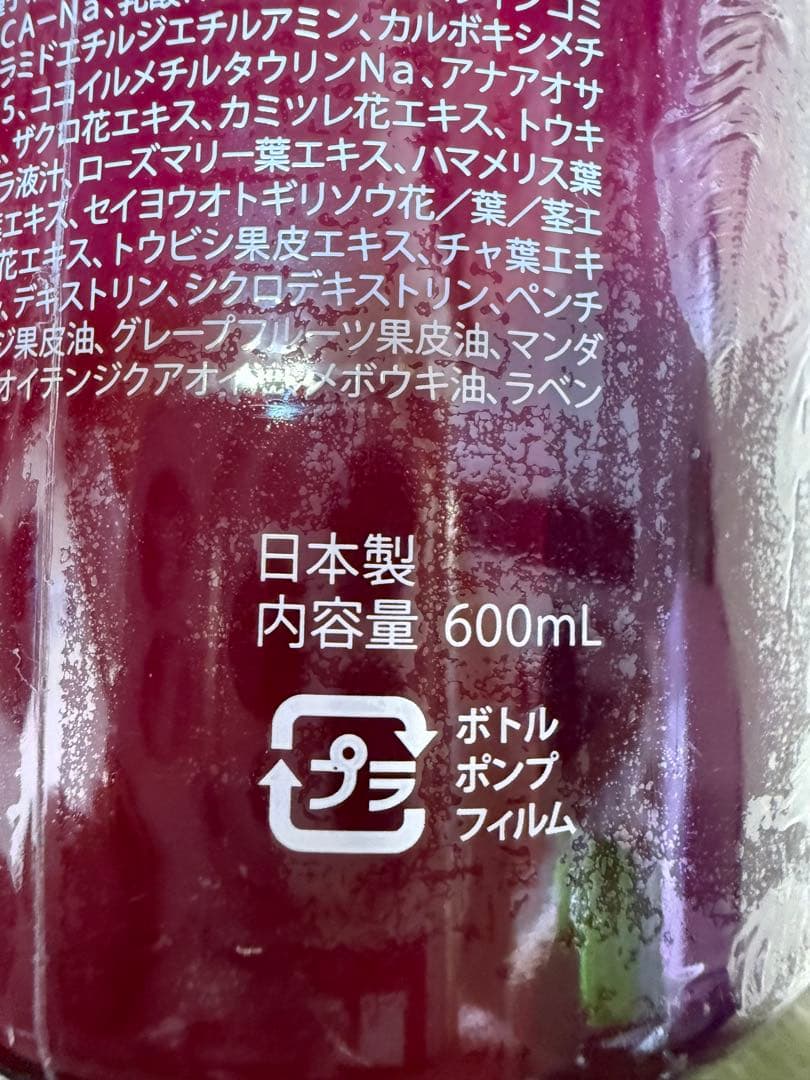 CA-Na、乳酸
ラミドエチルジエチルアミン、カルボキシメチ
5、ココイルメチルタウリンNa、アナアオサ
、ザクロ花エキス、カミツレ花エキス、トウキ
ラ液汁、ローズマリー葉エキス、ハマメリス葉
エキス、セイヨウオトギリソウ花/葉/茎エ
花エキス、トウビシ果皮エキス、チャ葉エキ
、デキストリン、シクロデキストリン、ペンチ
ジ果皮油、グレープフルーツ果皮油、マンダ
オイテンジクアオイ油、メボウキ油、ラベン
日本製
内容量 600mL
プラ
ボトル
ポンプ
フィルム